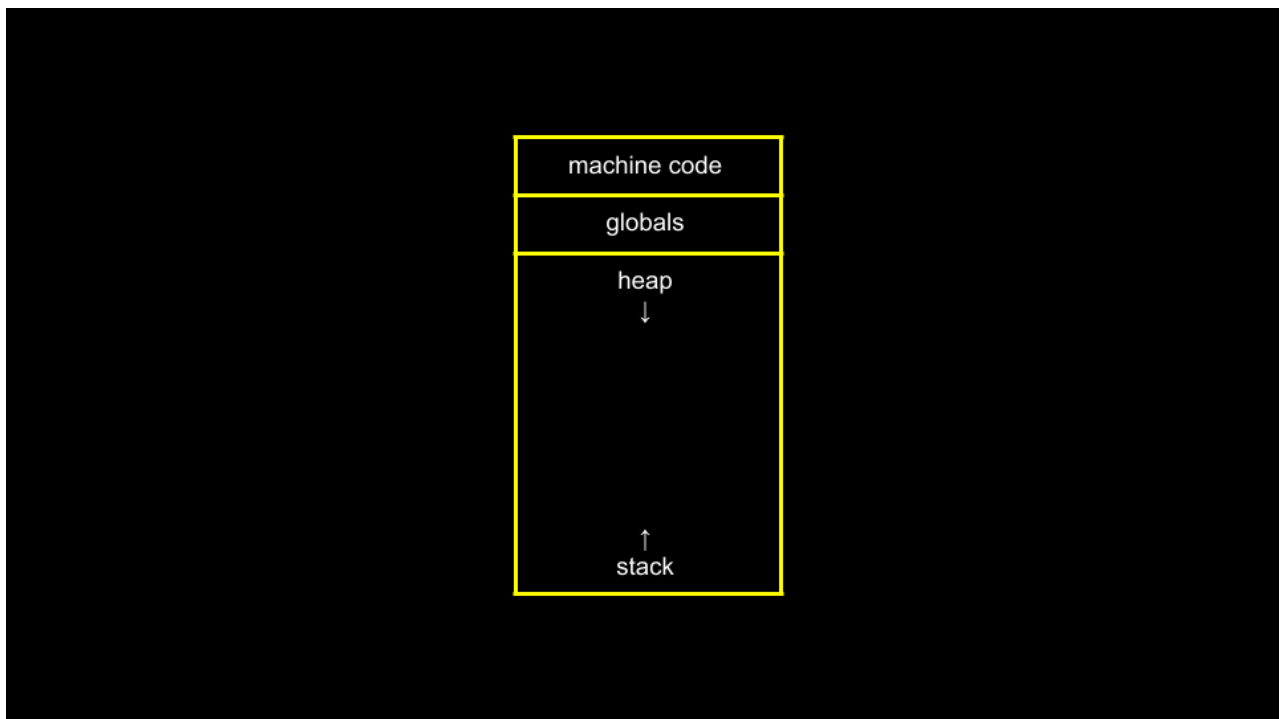 machine code
globals
heap
↓
↑
stack